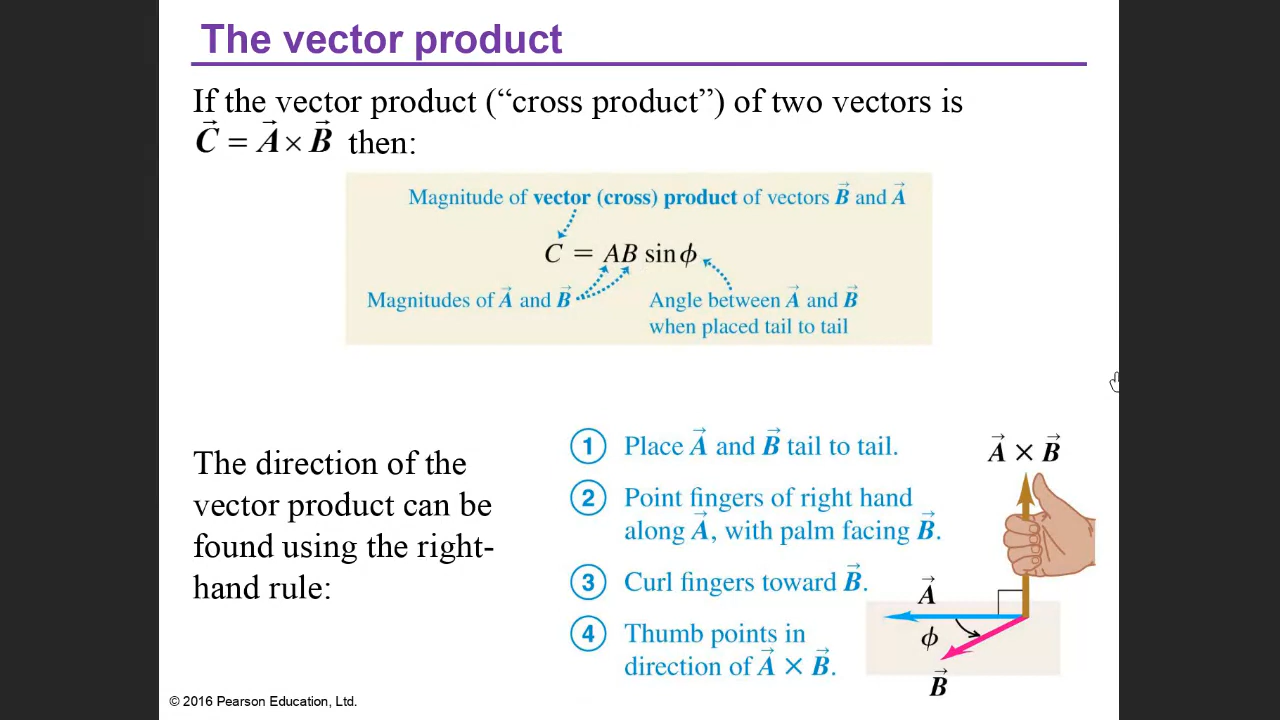 The vector product
If the vector product (“cross product”) of two vectors is
C⃗ = A⃗ × B⃗ then:
Magnitude of vector (cross) product of vectors B⃗ and A⃗
C = AB sinϕ
Magnitudes of A⃗ and B⃗
Angle between A⃗ and B⃗
when placed tail to tail
The direction of the
vector product can be
found using the right-
hand rule:
1 Place A⃗ and B⃗ tail to tail.
2 Point fingers of right hand
along A⃗, with palm facing B⃗.
3 Curl fingers toward B⃗.
4 Thumb points in
direction of A⃗ × B⃗.
A⃗ × B⃗
A⃗
ϕ
B⃗
© 2016 Pearson Education, Ltd.